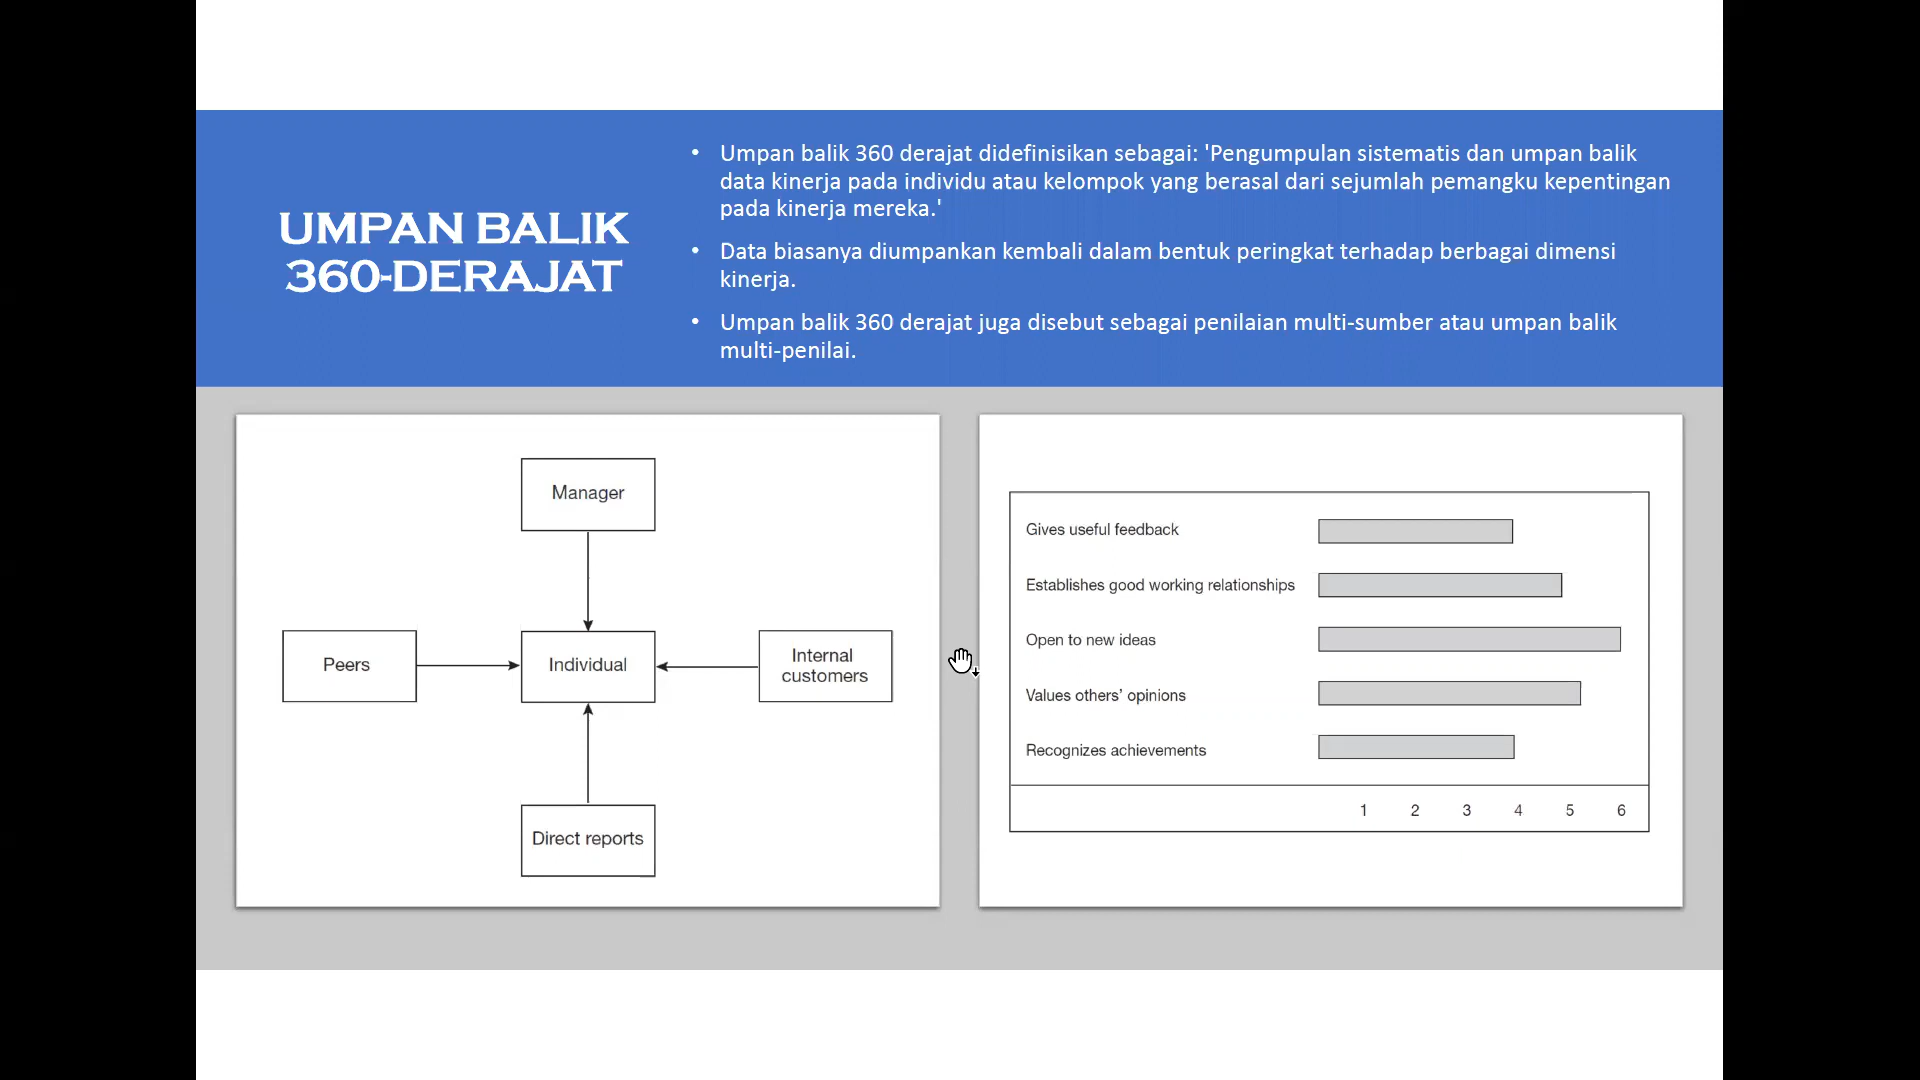 UMPAN BALIK
360-DERAJAT
• Umpan balik 360 derajat didefinisikan sebagai: 'Pengumpulan sistematis dan umpan balik
data kinerja pada individu atau kelompok yang berasal dari sejumlah pemangku kepentingan
pada kinerja mereka.'
• Data biasanya diumpankan kembali dalam bentuk peringkat terhadap berbagai dimensi
kinerja.
• Umpan balik 360 derajat juga disebut sebagai penilaian multi-sumber atau umpan balik
multi-penilai.
Manager
Peers
Individual
Internal
customers
Direct reports
Gives useful feedback
Establishes good working relationships
Open to new ideas
Values others’ opinions
Recognizes achievements
1 2 3 4 5 6